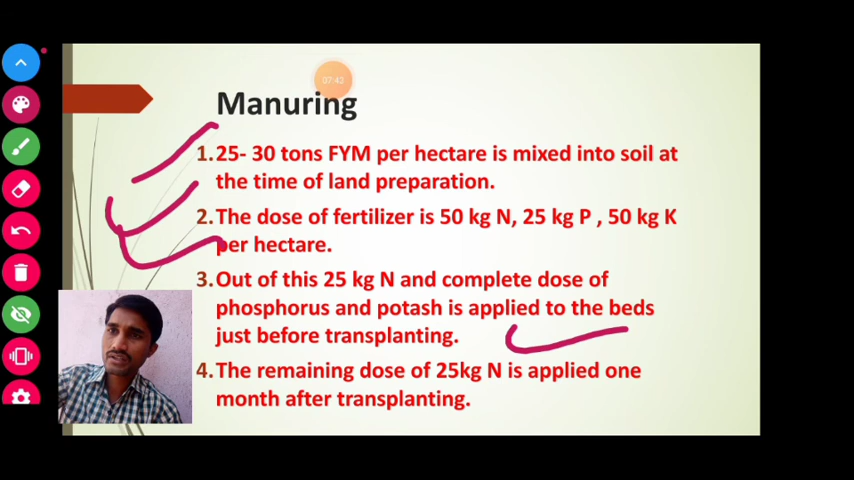 07:42
Manuring
1. 25- 30 tons FYM per hectare is mixed into soil at
the time of land preparation.
2. The dose of fertilizer is 50 kg N, 25 kg P , 50 kg K
per hectare.
3. Out of this 25 kg N and complete dose of
phosphorus and potash is applied to the beds
just before transplanting.
4. The remaining dose of 25kg N is applied one
month after transplanting.